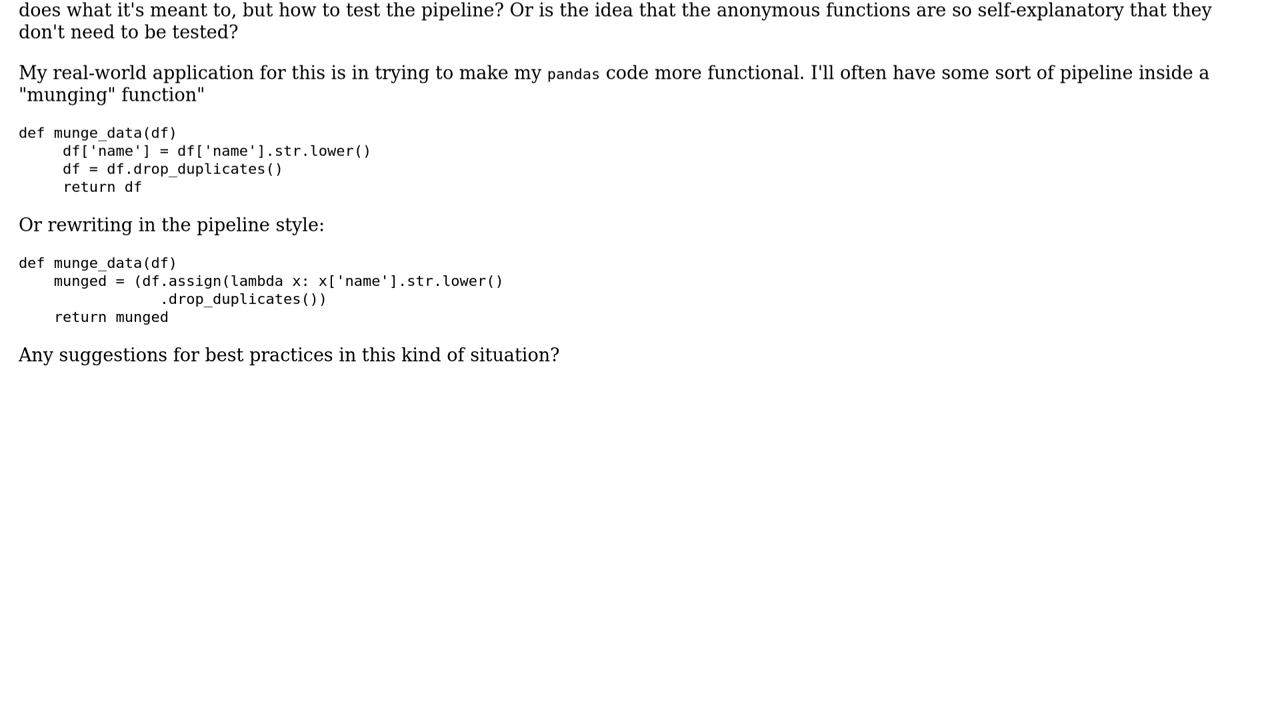 does what it's meant to, but how to test the pipeline? Or is the idea that the anonymous functions are so self-explanatory that they
don't need to be tested?
My real-world application for this is in trying to make my pandas code more functional. I'll often have some sort of pipeline inside a
"munging" function"
def munge_data(df)
     df['name'] = df['name'].str.lower()
     df = df.drop_duplicates()
     return df
Or rewriting in the pipeline style:
def munge_data(df)
    munged = (df.assign(lambda x: x['name'].str.lower()
                .drop_duplicates())
    return munged
Any suggestions for best practices in this kind of situation?